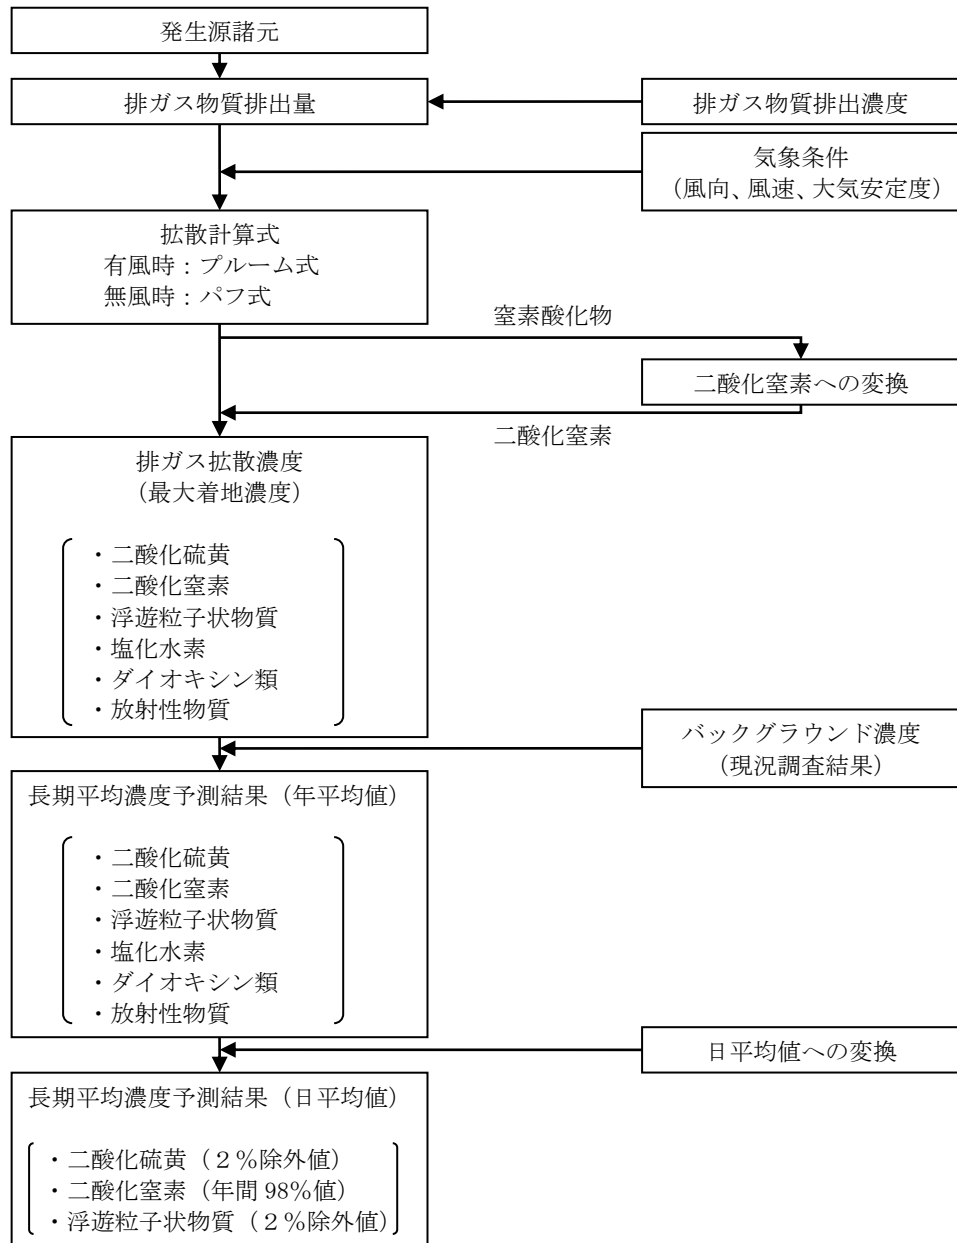 発生源諸元
排ガス物質排出量
排ガス物質排出濃度
気象条件
（風向、風速、大気安定度）
拡散計算式
有風時：プルーム式
無風時：パフ式
窒素酸化物
二酸化窒素への変換
二酸化窒素
排ガス拡散濃度
（最大着地濃度）
・二酸化硫黄
・二酸化窒素
・浮遊粒子状物質
・塩化水素
・ダイオキシン類
・放射性物質
バックグラウンド濃度
（現況調査結果）
長期平均濃度予測結果（年平均値）
・二酸化硫黄
・二酸化窒素
・浮遊粒子状物質
・塩化水素
・ダイオキシン類
・放射性物質
日平均値への変換
長期平均濃度予測結果（日平均値）
・二酸化硫黄（２％除外値）
・二酸化窒素（年間 98％値）
・浮遊粒子状物質（２％除外値）